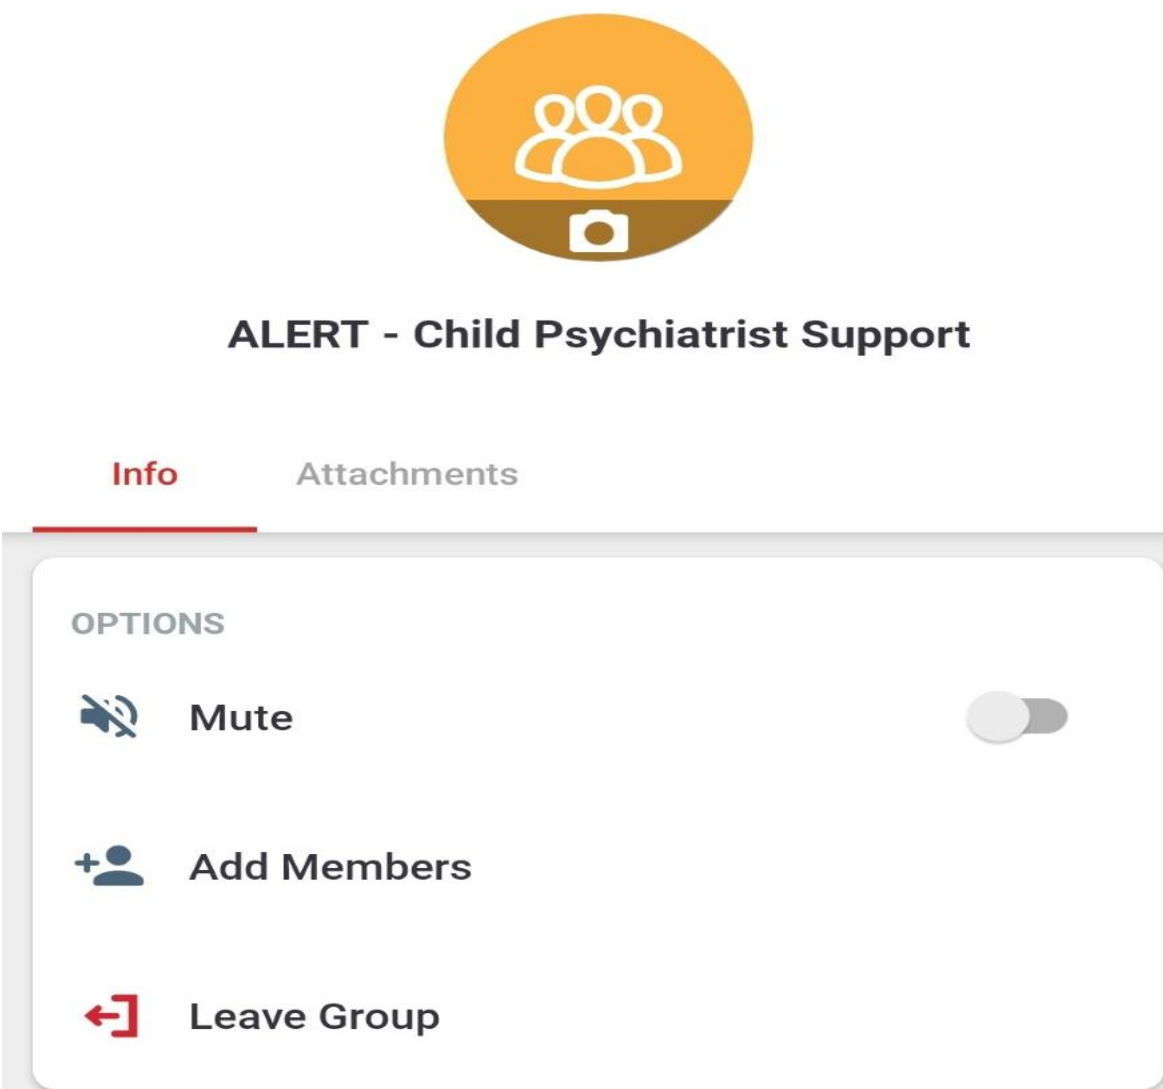 ALERT - Child Psychiatrist Support
Info Attachments
OPTIONS
Mute
Add Members
Leave Group